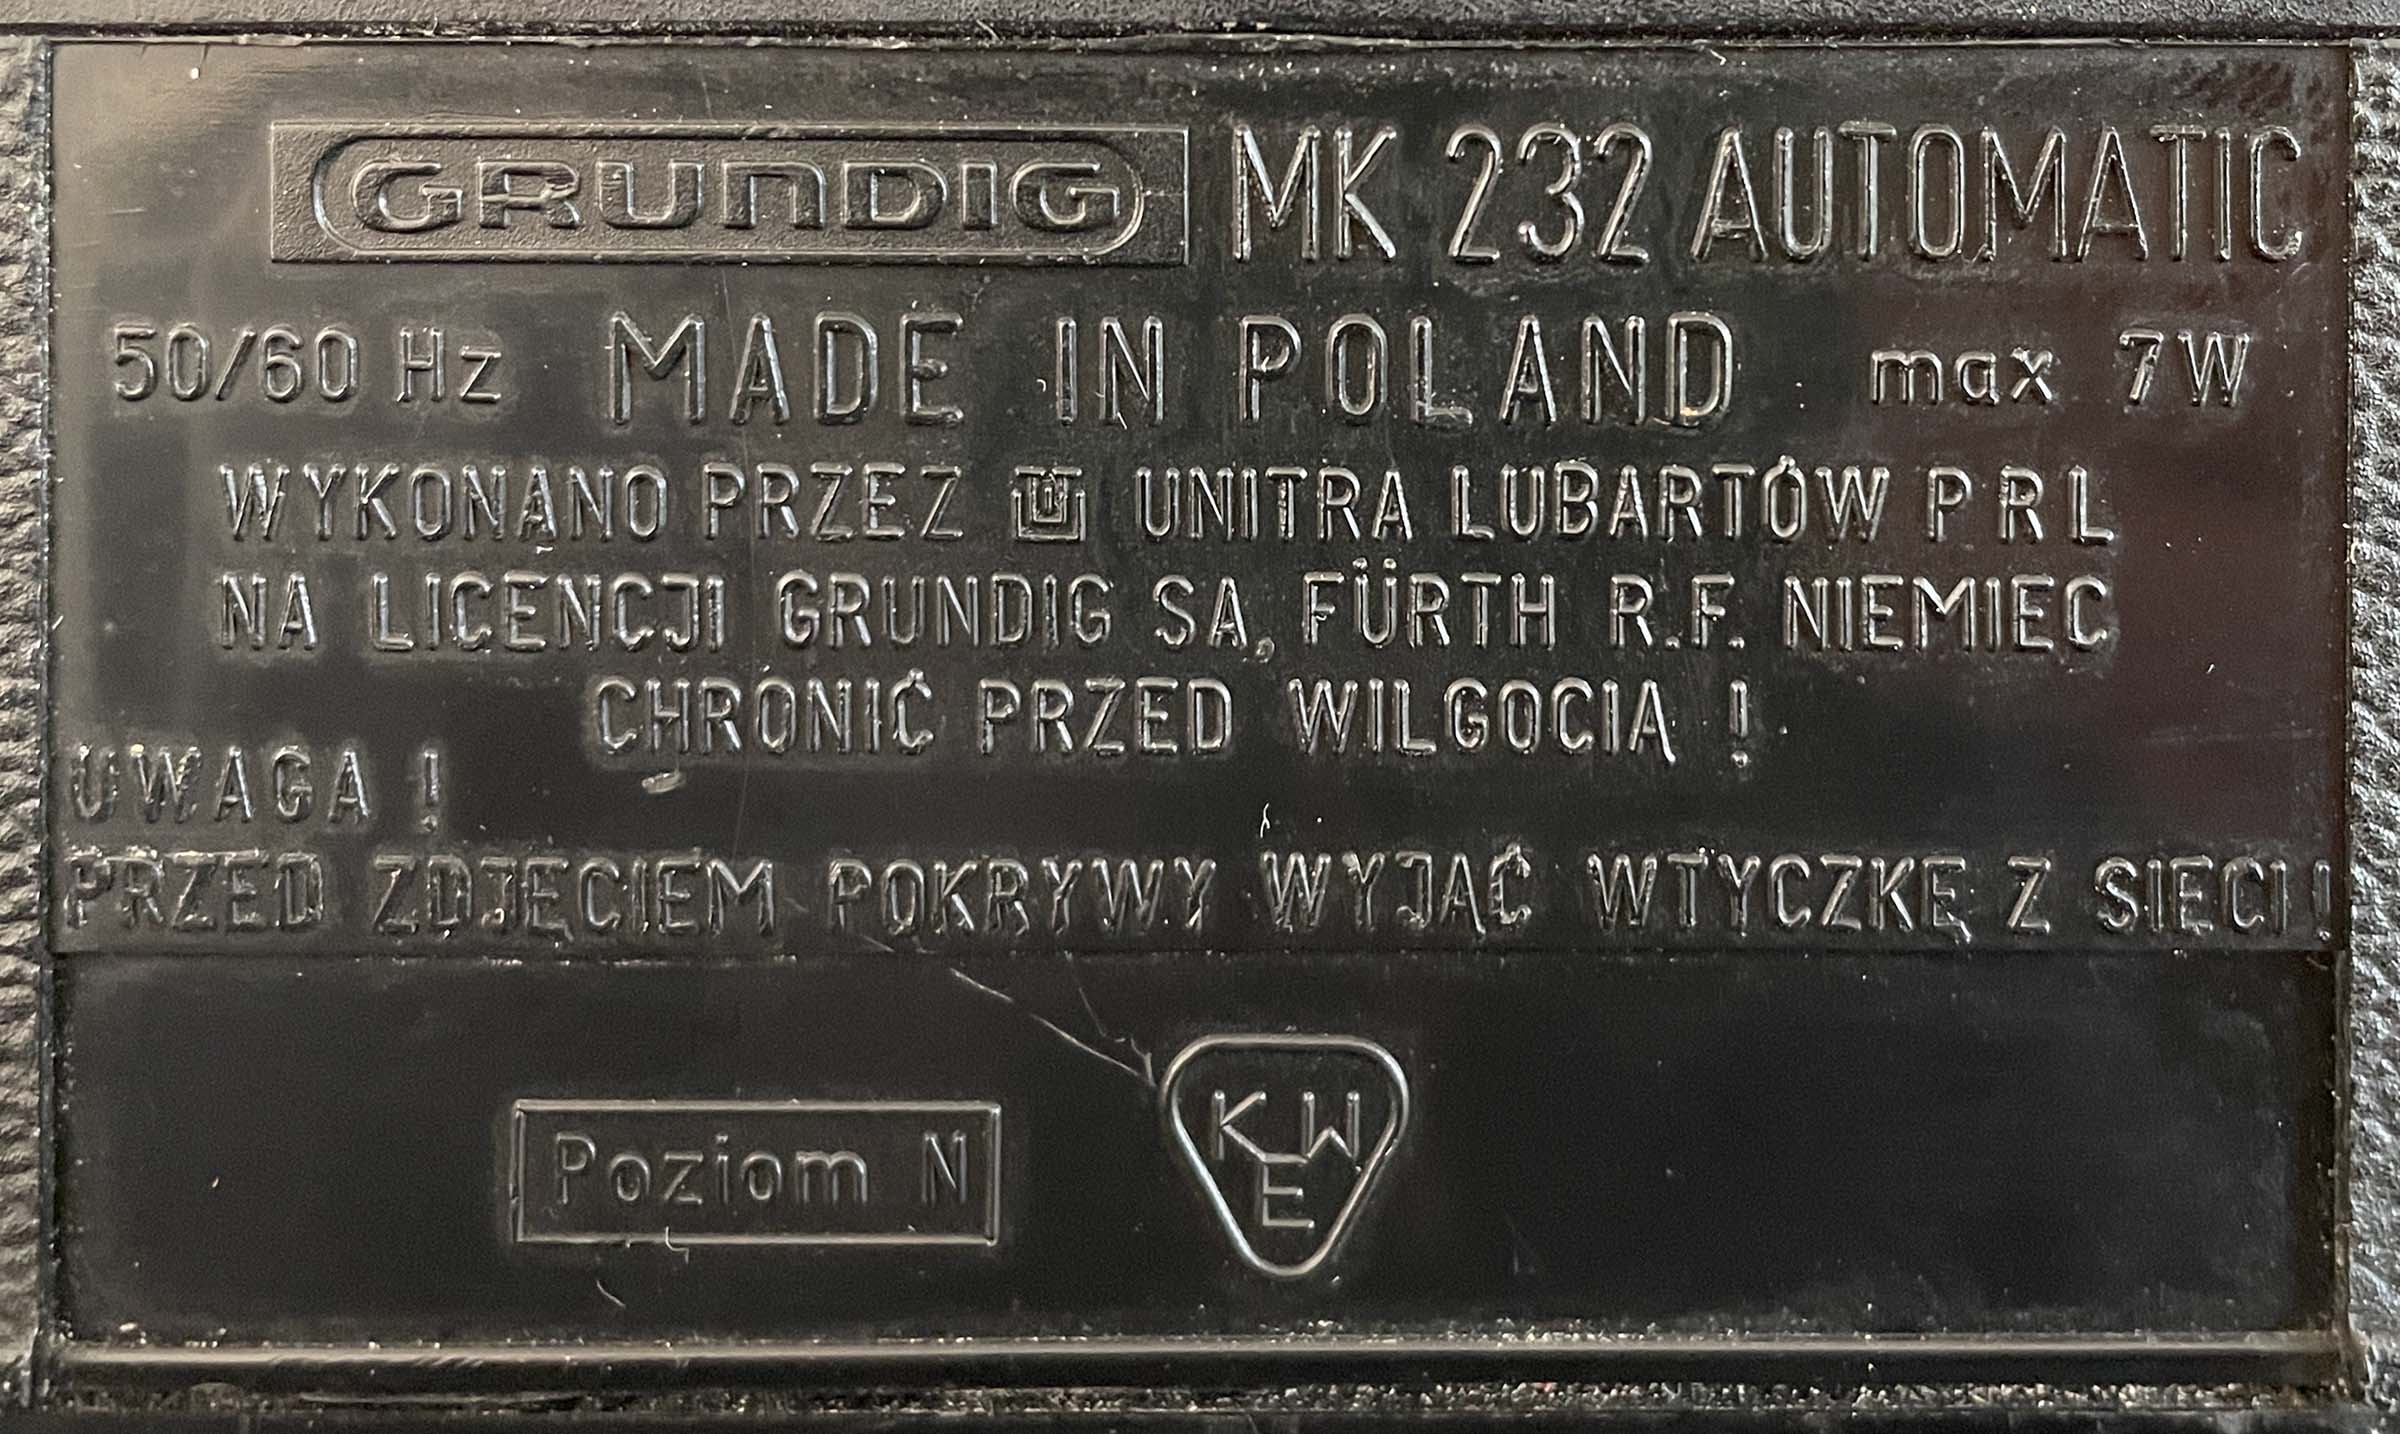 GRUNDIG MK 232 AUTOMATIC
50/60 Hz MADE IN POLAND max 7W
WYKONANO PRZEZ UNITRA LUBARTÓW PRL
NA LICENCJI GRUNDIG SA, FÜRTH R.F. NIEMIEC
CHRONIĆ PRZED WILGOCIĄ !
UWAGA !
PRZED ZDJĘCIEM POKRYWY WYJĄĆ WTYCZKĘ Z SIECI !
Poziom N
KWE